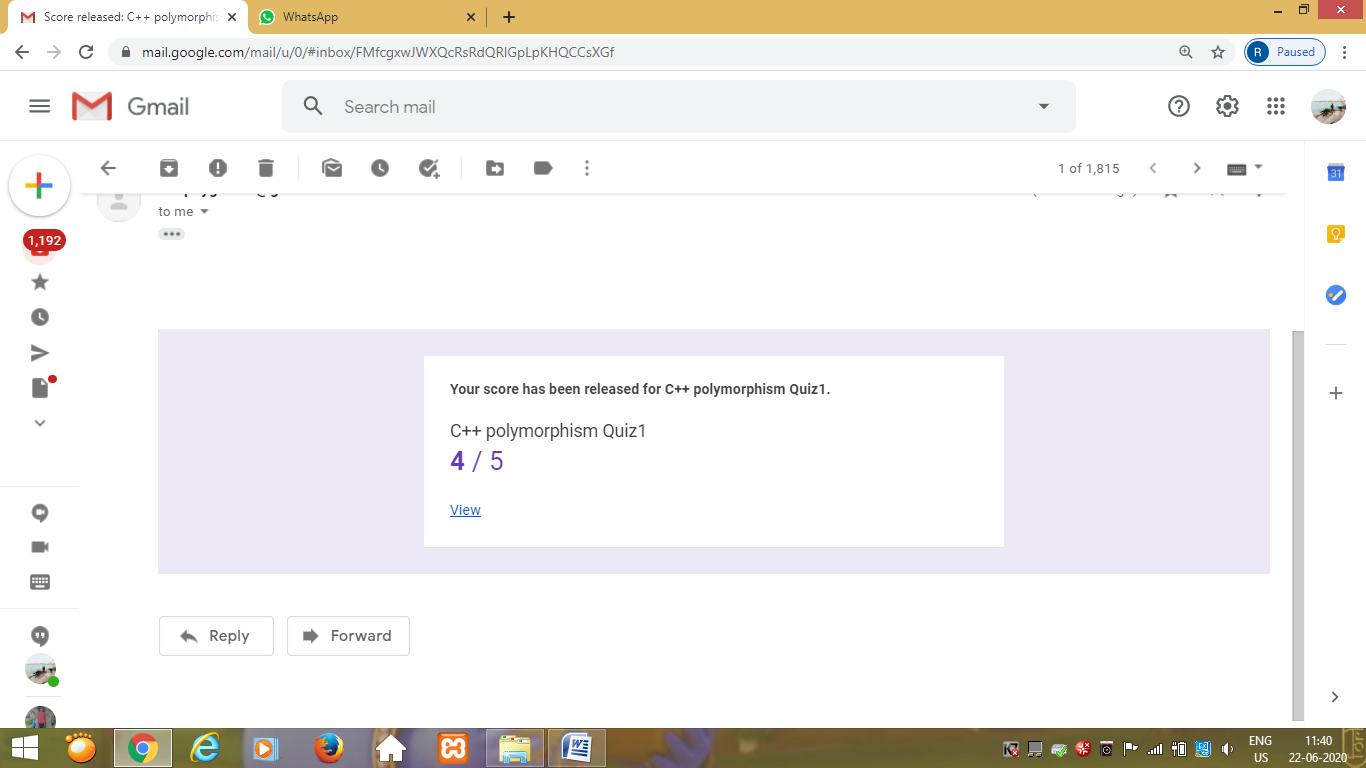 Score released: C++ polymorphis
WhatsApp
mail.google.com/mail/u/0/#inbox/FMfcgxwJWXQcRsRdQRlGpLpKHQCCsXGf
R Paused
Gmail
Search mail
1 of 1,815
to me
1,192
31
Your score has been released for C++ polymorphism Quiz1.
C++ polymorphism Quiz1
4 / 5
View
Reply
Forward
ENG
US
11:40
22-06-2020